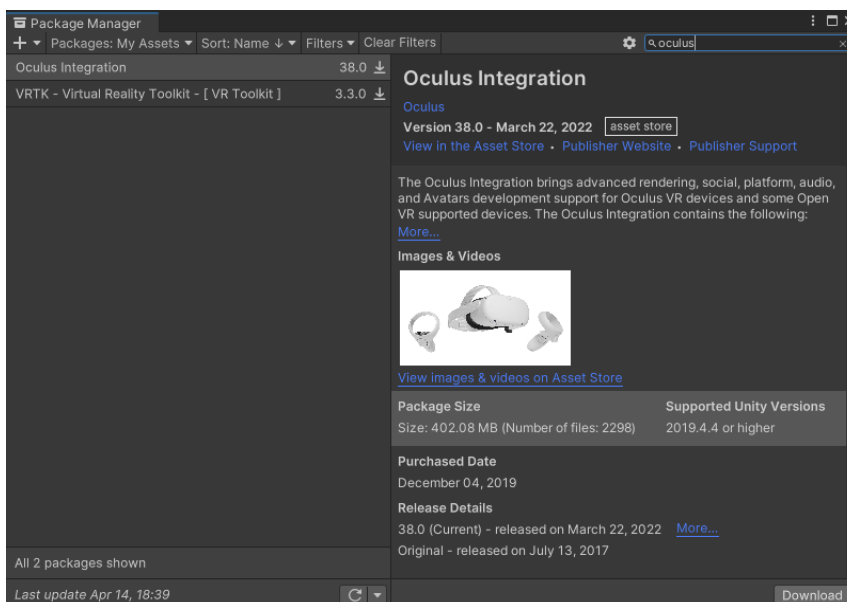 Package Manager
Packages: My Assets Sort: Name ↓ Filters Clear Filters oculus
Oculus Integration 38.0
VRTK - Virtual Reality Toolkit - [ VR Toolkit ] 3.3.0
All 2 packages shown
Last update Apr 14, 18:39
Oculus Integration
Oculus
Version 38.0 - March 22, 2022 asset store
View in the Asset Store • Publisher Website • Publisher Support
The Oculus Integration brings advanced rendering, social, platform, audio,
and Avatars development support for Oculus VR devices and some Open
VR supported devices. The Oculus Integration contains the following:
More...
Images & Videos
View images & videos on Asset Store
Package Size Supported Unity Versions
Size: 402.08 MB (Number of files: 2298) 2019.4.4 or higher
Purchased Date
December 04, 2019
Release Details
38.0 (Current) - released on March 22, 2022 More...
Original - released on July 13, 2017
Download